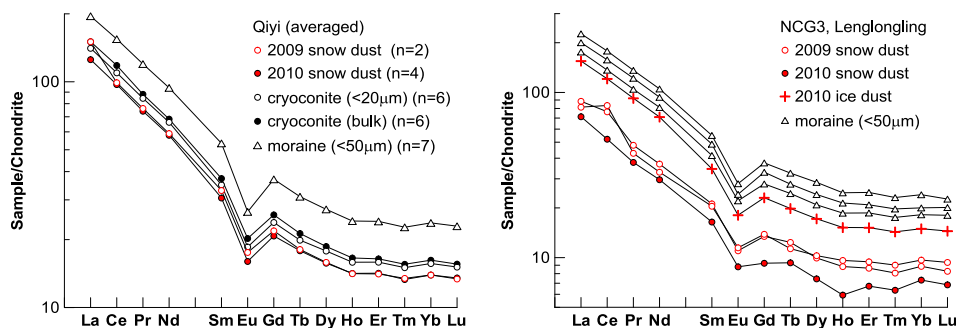 Qiyi (averaged)
2009 snow dust (n=2)
2010 snow dust (n=4)
cryoconite (<20μm) (n=6)
cryoconite (bulk) (n=6)
moraine (<50μm) (n=7)
Sample/Chondrite
100
10
La Ce Pr Nd Sm Eu Gd Tb Dy Ho Er Tm Yb Lu
NCG3, Lenglongling
2009 snow dust
2010 snow dust
2010 ice dust
moraine (<50μm)
Sample/Chondrite
100
10
La Ce Pr Nd Sm Eu Gd Tb Dy Ho Er Tm Yb Lu